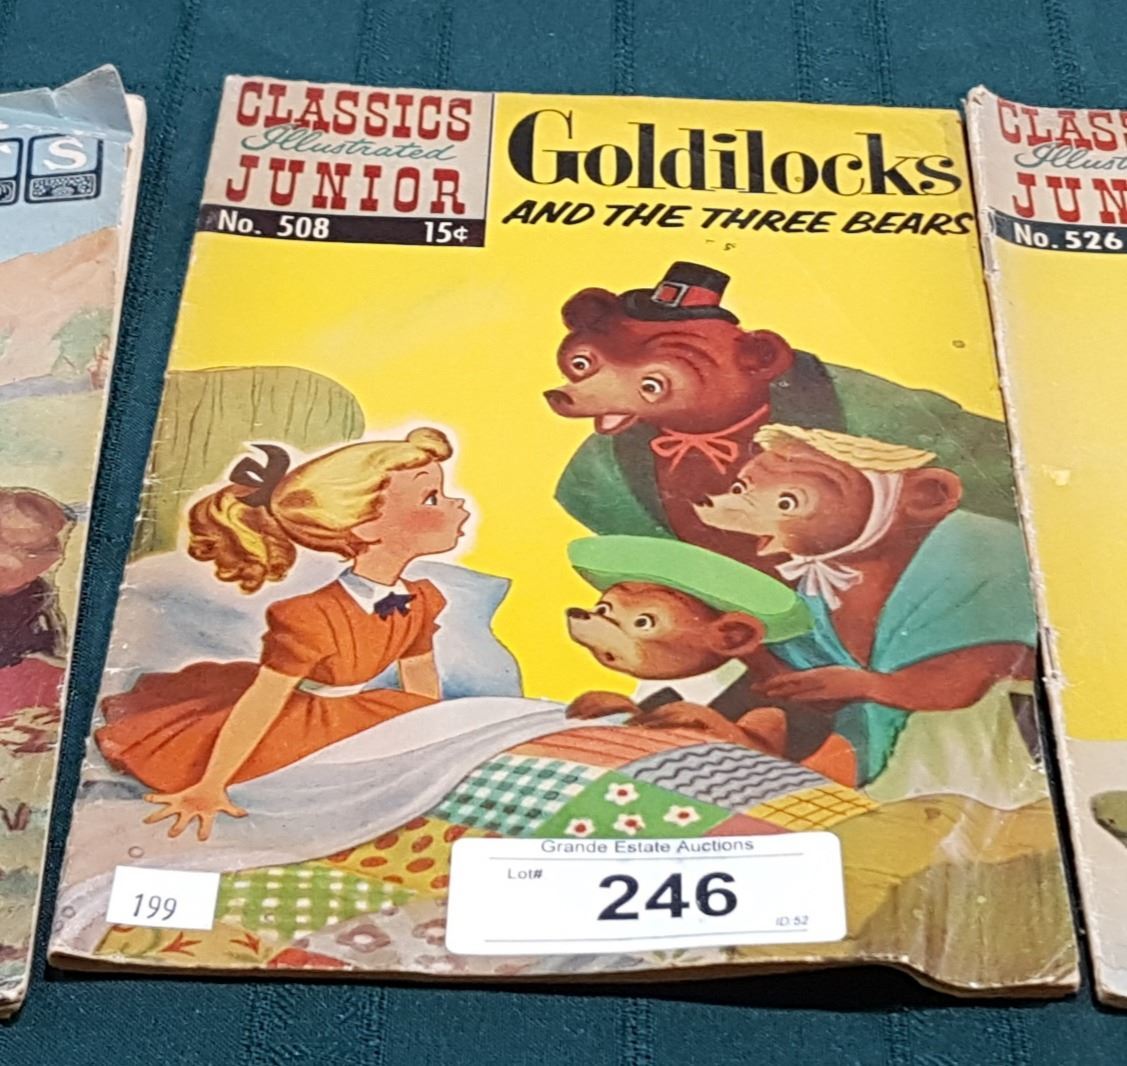 S
CLASSICS
Illustrated
JUNIOR
No. 508 15¢
Goldilocks
AND THE THREE BEARS
CLAS
Illust
JUN
No. 526
199
Grande Estate Auctions
Lot#
246
ID:52